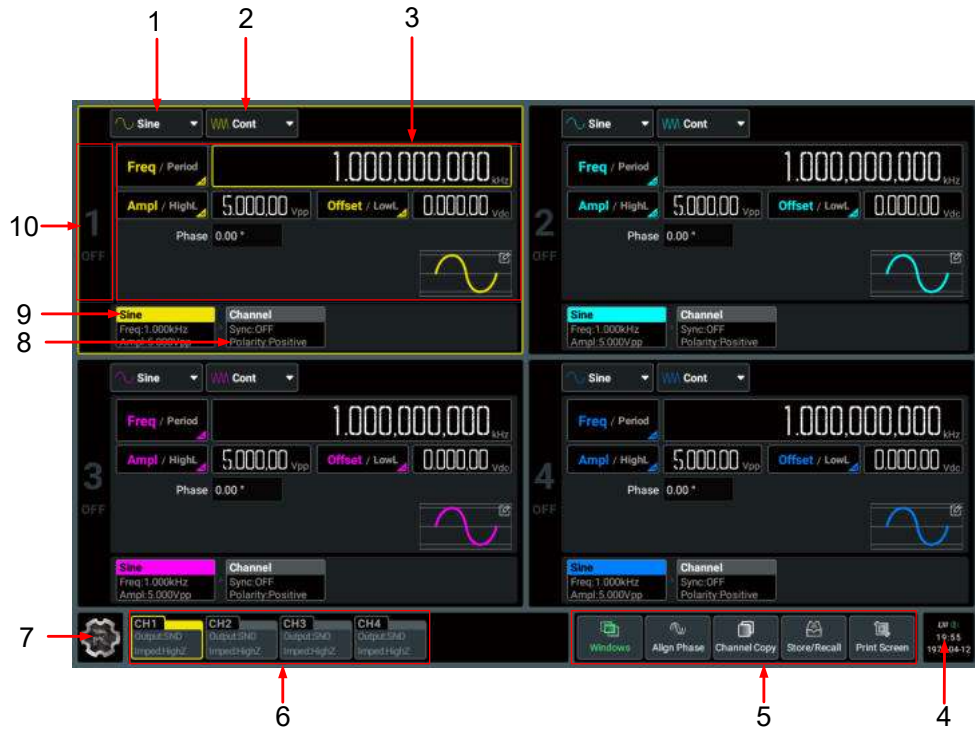 1 2 3
Sine Cont Sine Cont
Freq / Period 1.000,000,000 kHz Freq / Period 1.000,000,000 kHz
Ampl / HighL 5.000,00 Vpp Offset / LowL 0.000,00 Vdc Ampl / HighL 5.000,00 Vpp Offset / LowL 0.000,00 Vdc
10 1 Phase 0.00 ° 2 Phase 0.00 °
OFF OFF
9 Sine Channel Sine Channel
Freq:1.000kHz Sync:OFF Freq:1.000kHz Sync:OFF
8 Ampl:5.000Vpp Polarity:Positive Ampl:5.000Vpp Polarity:Positive
Sine Cont Sine Cont
Freq / Period 1.000,000,000 kHz Freq / Period 1.000,000,000 kHz
Ampl / HighL 5.000,00 Vpp Offset / LowL 0.000,00 Vdc Ampl / HighL 5.000,00 Vpp Offset / LowL 0.000,00 Vdc
3 Phase 0.00 ° 4 Phase 0.00 °
OFF OFF
Sine Channel Sine Channel
Freq:1.000kHz Sync:OFF Freq:1.000kHz Sync:OFF
Ampl:5.000Vpp Polarity:Positive Ampl:5.000Vpp Polarity:Positive
CH1 CH2 CH3 CH4
Output:SND Output:SND Output:SND Output:SND
Imped:HighZ Imped:HighZ Imped:HighZ Imped:HighZ
7 Windows Align Phase Channel Copy Store/Recall Print Screen
19:55
6 5 4